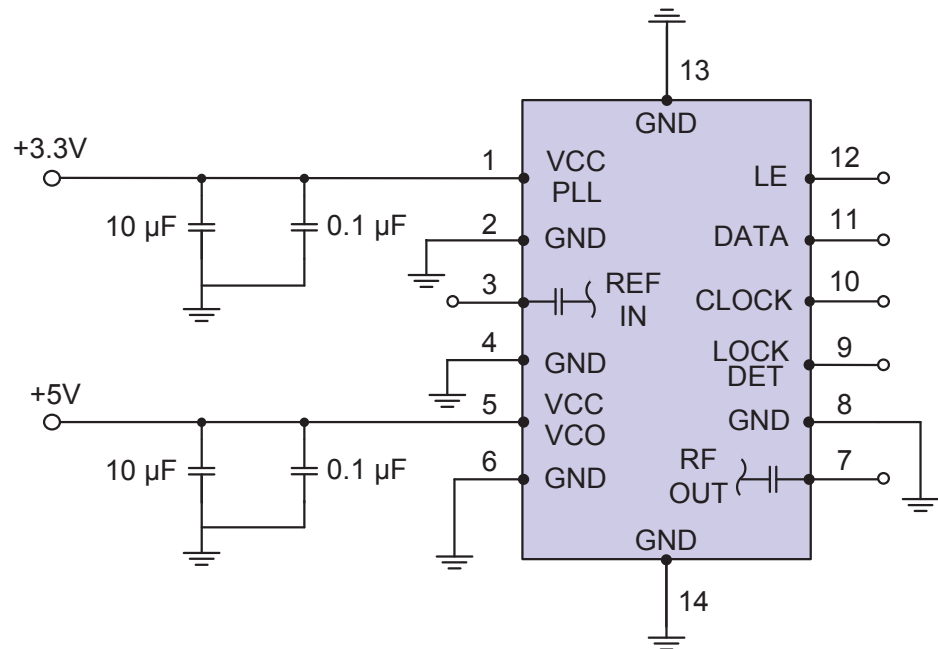 13
GND
+3.3V
1
VCC
PLL
12
LE
10 µF
0.1 µF
2
GND
11
DATA
3
REF
IN
10
CLOCK
4
GND
9
LOCK
DET
+5V
5
VCC
VCO
8
GND
10 µF
0.1 µF
6
GND
7
RF
OUT
GND
14